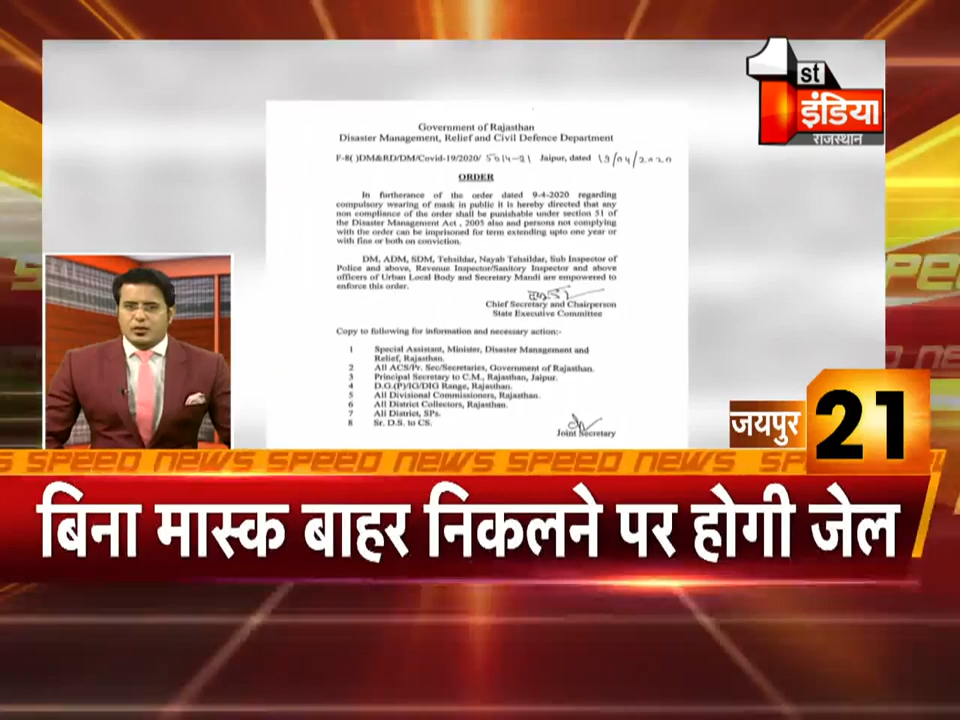 1st
इंडिया
राजस्थान
Government of Rajasthan
Disaster Management, Relief and Civil Defence Department
F-8( )DM&RD/DM/Covid-19/2020/ 5014-21 Jaipur, dated 19/04/2020
ORDER
In furtherance of the order dated 9-4-2020 regarding
compulsory wearing of mask in public it is hereby directed that any
non compliance of the order shall be punishable under section 51 of
the Disaster Management Act , 2005 also and persons not complying
with the order can be imprisoned for term extending upto one year or
with fine or both on conviction.
DM, ADM, SDM, Tehsildar, Nayab Tehsildar, Sub Inspector of
Police and above, Revenue Inspector/Sanitory Inspector and above
officers of Urban Local Body and Secretary Mandi are empowered to
enforce this order.
Chief Secretary and Chairperson
State Executive Committee
Copy to following for information and necessary action:-
1 Special Assistant, Minister, Disaster Management and
Relief, Rajasthan.
2 All ACS/Pr. Sec/Secretaries, Government of Rajasthan.
3 Principal Secretary to C.M., Rajasthan, Jaipur.
4 D.G.(P)/IG/DIG Range, Rajasthan.
5 All Divisional Commissioners, Rajasthan.
6 All District Collectors, Rajasthan.
7 All District, SPs.
8 Sr. D.S. to CS.
Joint Secretary
SPEED
NEWS
जयपुर 21
S SPEED NEWS SPEED NEWS SPEED NEWS SP
बिना मास्क बाहर निकलने पर होगी जेल